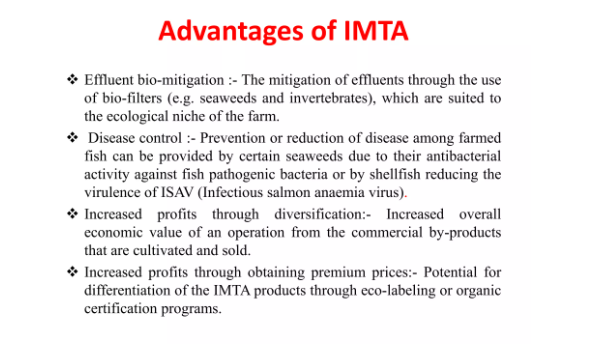 Advantages of IMTA
❖ Effluent bio-mitigation :- The mitigation of effluents through the use
of bio-filters (e.g. seaweeds and invertebrates), which are suited to
the ecological niche of the farm.
❖ Disease control :- Prevention or reduction of disease among farmed
fish can be provided by certain seaweeds due to their antibacterial
activity against fish pathogenic bacteria or by shellfish reducing the
virulence of ISAV (Infectious salmon anaemia virus).
❖ Increased profits through diversification:- Increased overall
economic value of an operation from the commercial by-products
that are cultivated and sold.
❖ Increased profits through obtaining premium prices:- Potential for
differentiation of the IMTA products through eco-labeling or organic
certification programs.